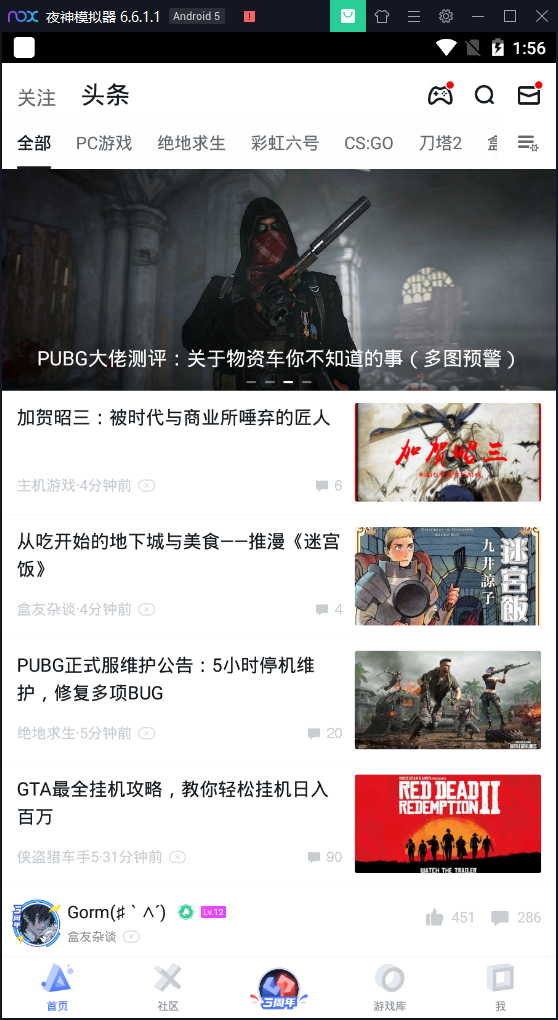 nox 夜神模拟器 6.6.1.1 Android 5
1:56
关注 头条
全部 PC游戏 绝地求生 彩虹六号 CS:GO 刀塔2
PUBG大佬测评：关于物资车你不知道的事（多图预警）
加贺昭三：被时代与商业所唾弃的匠人
主机游戏·4分钟前 6
加贺昭三
从吃开始的地下城与美食——推漫《迷宫
饭》
盒友杂谈·4分钟前 4
迷宮飯
九井諒子
PUBG正式服维护公告：5小时停机维
护，修复多项BUG
绝地求生·5分钟前 20
GTA最全挂机攻略，教你轻松挂机日入
百万
侠盗猎车手5·31分钟前 90
RED DEAD
REDEMPTION II
WATCH THE TRAILER
Gorm(♯｀∧´) Lv.12
盒友杂谈
451 286
3周年
首页 社区 游戏库 我